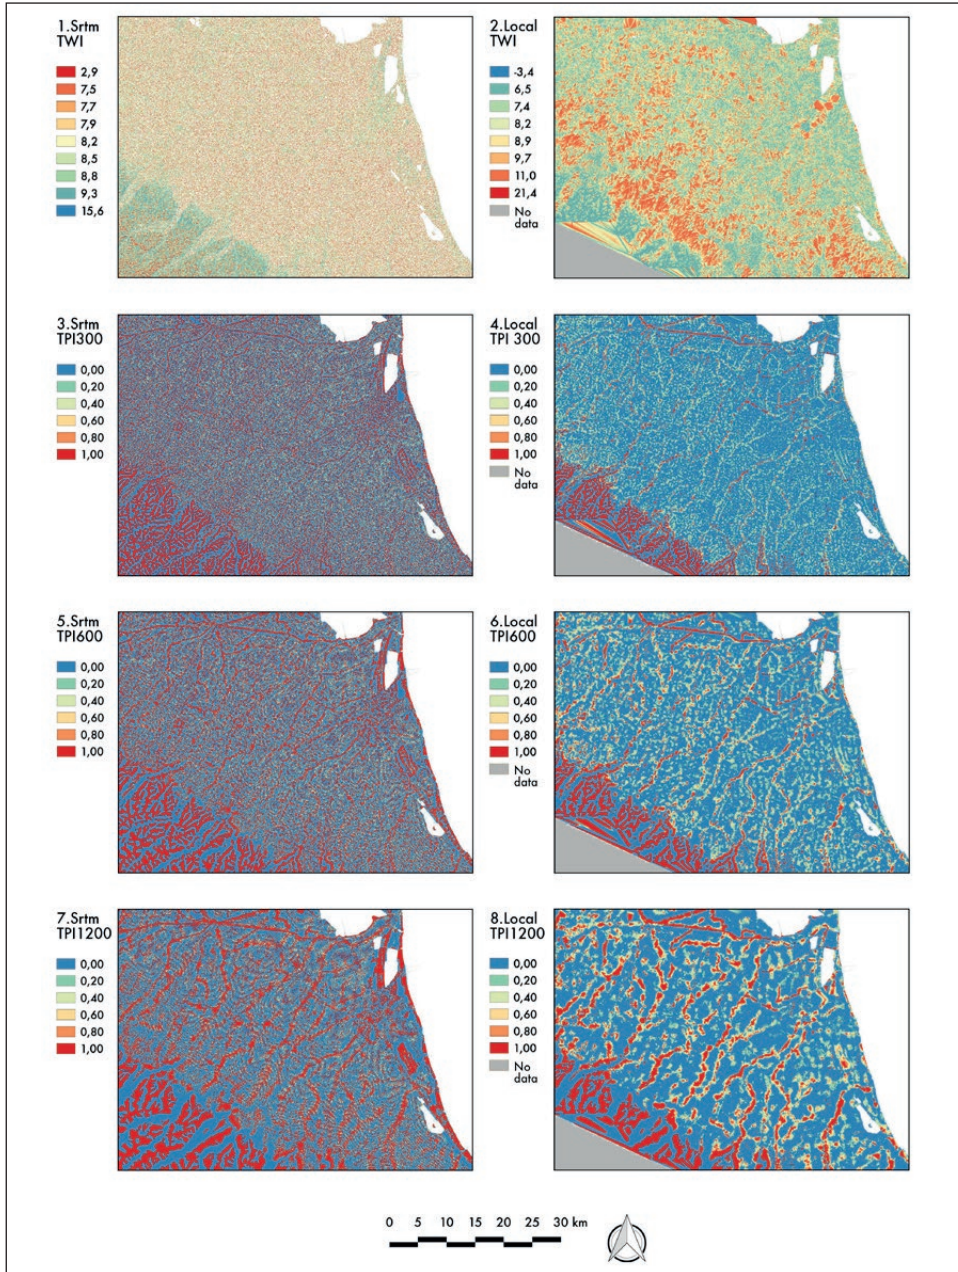 1.Srtm
TWI
2,9
7,5
7,7
7,9
8,2
8,5
8,8
9,3
15,6
2.Local
TWI
-3,4
6,5
7,4
8,2
8,9
9,7
11,0
21,4
No
data
3.Srtm
TPI300
0,00
0,20
0,40
0,60
0,80
1,00
4.Local
TPI 300
0,00
0,20
0,40
0,60
0,80
1,00
No
data
5.Srtm
TPI600
0,00
0,20
0,40
0,60
0,80
1,00
6.Local
TPI600
0,00
0,20
0,40
0,60
0,80
1,00
No
data
7.Srtm
TPI1200
0,00
0,20
0,40
0,60
0,80
1,00
8.Local
TPI1200
0,00
0,20
0,40
0,60
0,80
1,00
No
data
0 5 10 15 20 25 30 km